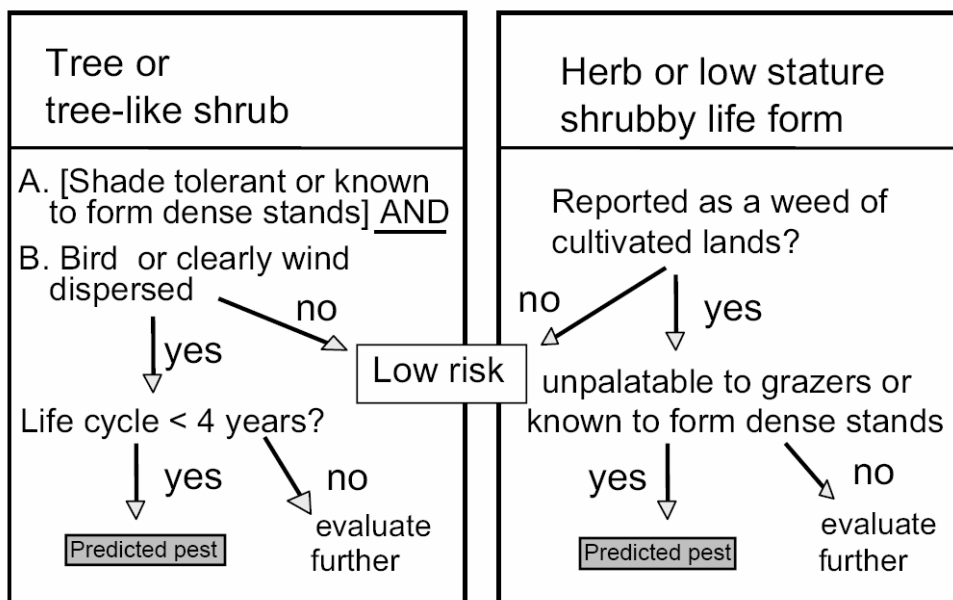 Tree or
tree-like shrub
A. [Shade tolerant or known
to form dense stands] AND
B. Bird or clearly wind
dispersed
no
yes
Low risk
Life cycle < 4 years?
yes
no
Predicted pest
evaluate
further
Herb or low stature
shrubby life form
Reported as a weed of
cultivated lands?
no
yes
unpalatable to grazers or
known to form dense stands
yes
no
Predicted pest
evaluate
further